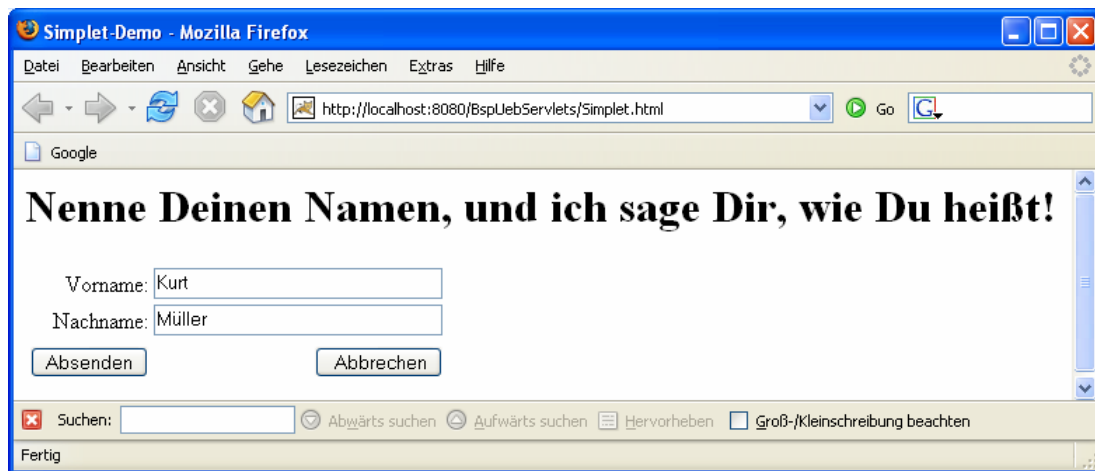 Simplet-Demo - Mozilla Firefox
Datei Bearbeiten Ansicht Gehe Lesezeichen Extras Hilfe
http://localhost:8080/BspUebServlets/Simplet.html Go G
Google
Nenne Deinen Namen, und ich sage Dir, wie Du heißt!
Vorname: Kurt
Nachname: Müller
Absenden Abbrechen
Suchen: Abwärts suchen Aufwärts suchen Hervorheben Groß-/Kleinschreibung beachten
Fertig